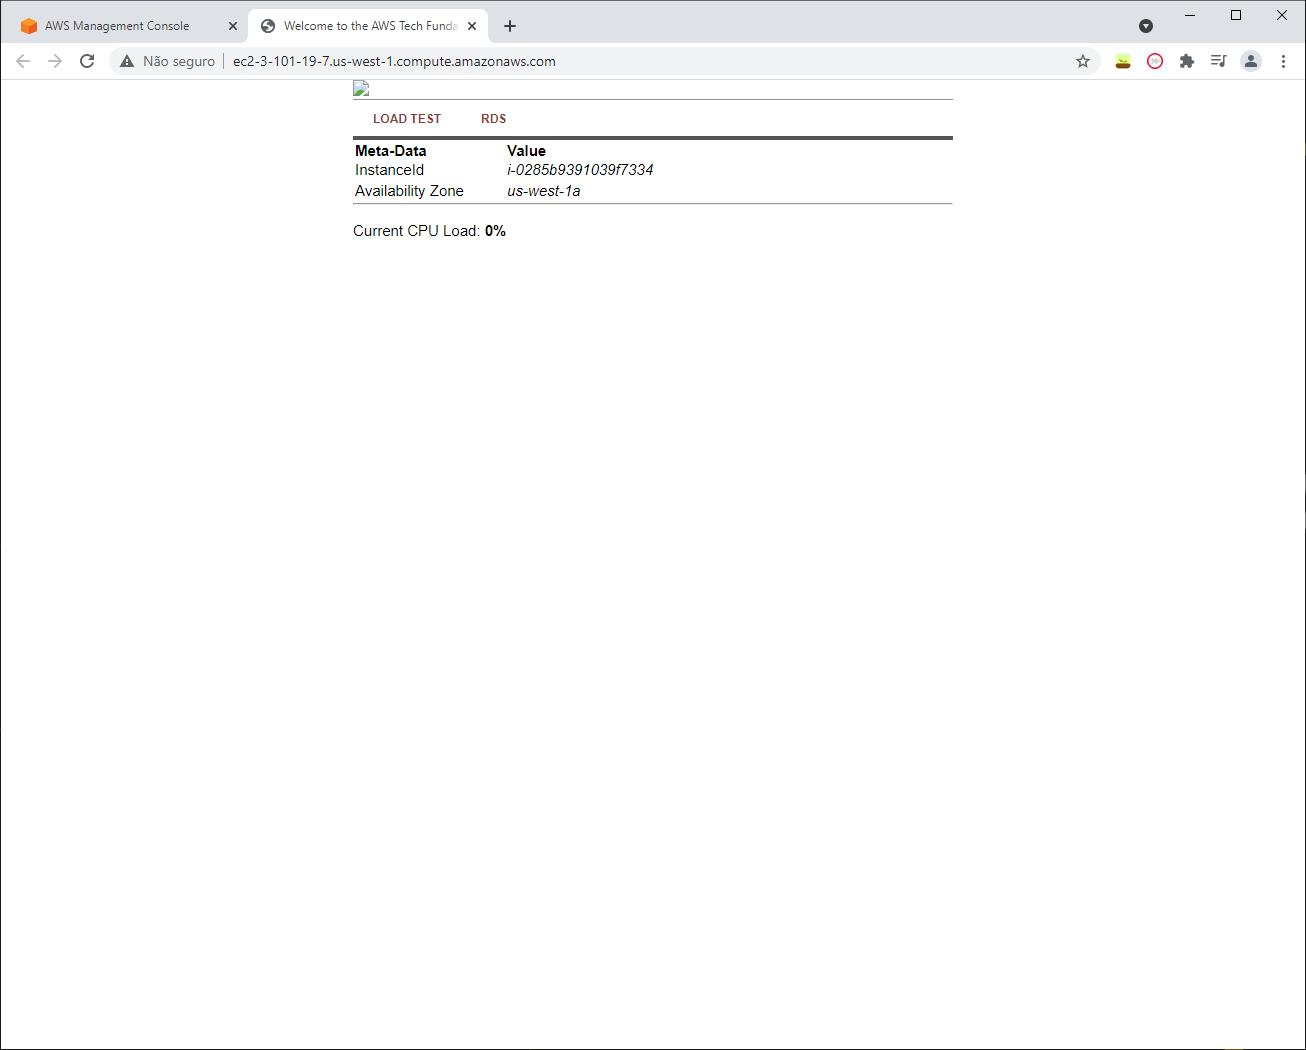 AWS Management Console
Welcome to the AWS Tech Funda
Não seguro
ec2-3-101-19-7.us-west-1.compute.amazonaws.com
LOAD TEST RDS
Meta-Data Value
InstanceId i-0285b9391039f7334
Availability Zone us-west-1a
Current CPU Load: 0%